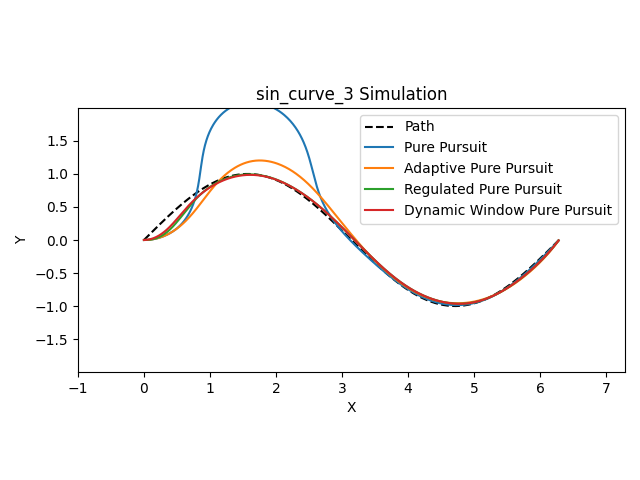 sin_curve_3 Simulation
Path
Pure Pursuit
Adaptive Pure Pursuit
Regulated Pure Pursuit
Dynamic Window Pure Pursuit
1.5
1.0
0.5
0.0
−0.5
−1.0
−1.5
Y
−1 0 1 2 3 4 5 6 7
X